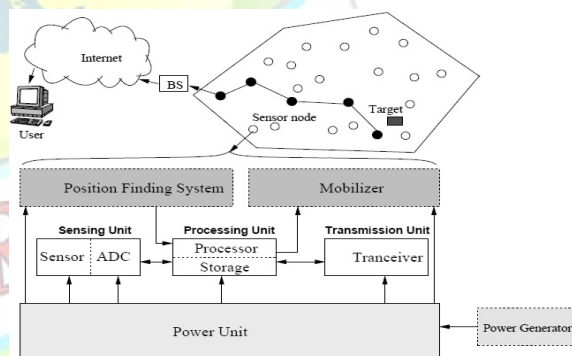 Internet
BS
User
Sensor node
Target
Position Finding System
Mobilizer
Sensing Unit
Processing Unit
Transmission Unit
Sensor ADC
Processor
Storage
Tranceiver
Power Unit
Power Generator